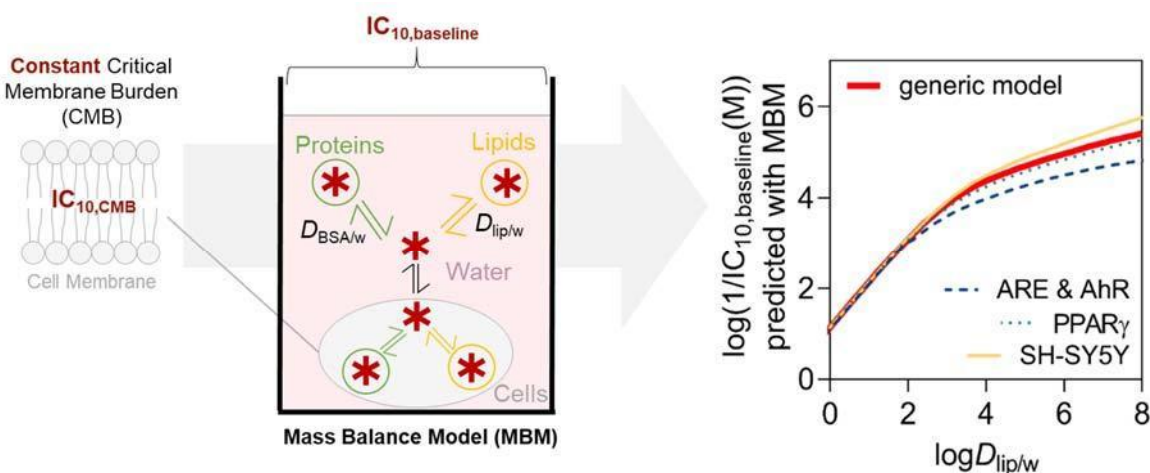 Constant Critical
Membrane Burden
(CMB)
IC10,CMB
Cell Membrane
IC10,baseline
Proteins
Lipids
DBSA/w
Dlip/w
Water
Cells
Mass Balance Model (MBM)
log(1/IC10,baseline(M))
predicted with MBM
6
4
2
0
generic model
ARE & AhR
PPARγ
SH-SY5Y
0 2 4 6 8
logDlip/w